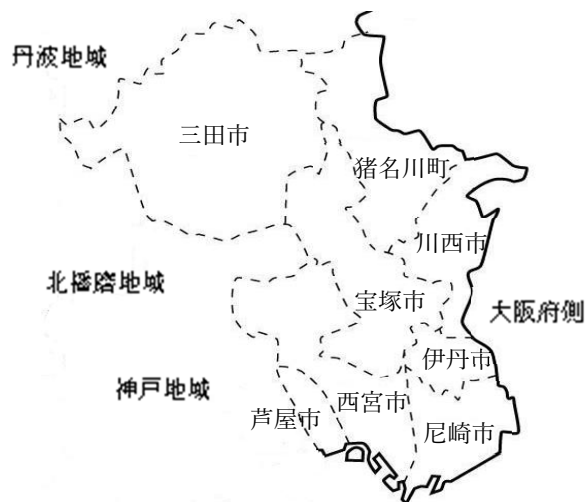 丹波地域
三田市
猪名川町
川西市
北播磨地域
宝塚市
大阪府側
伊丹市
神戸地域
芦屋市
西宮市
尼崎市